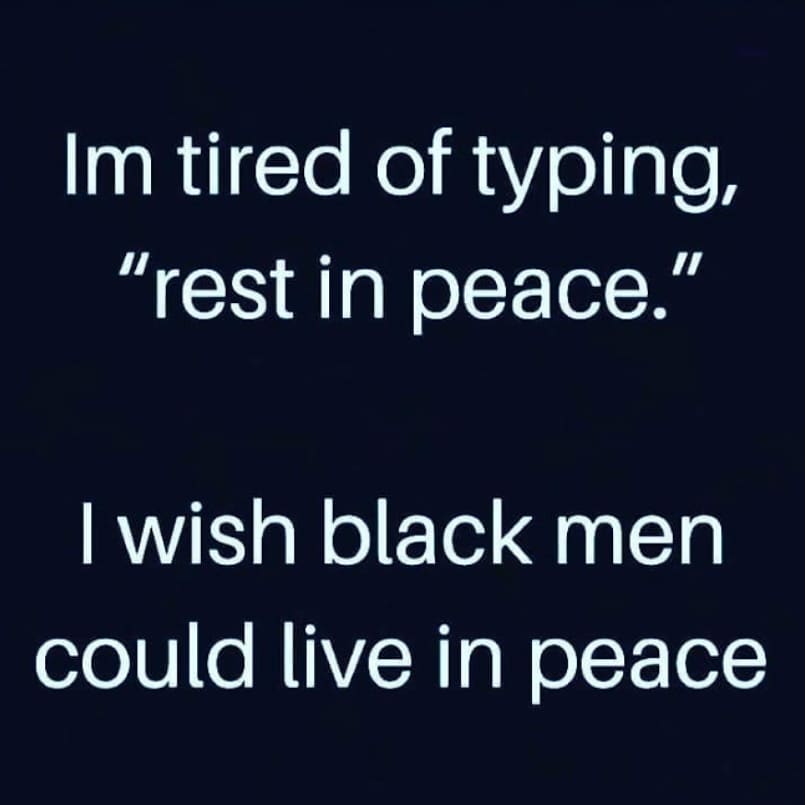 Im tired of typing,
“rest in peace.”
I wish black men
could live in peace